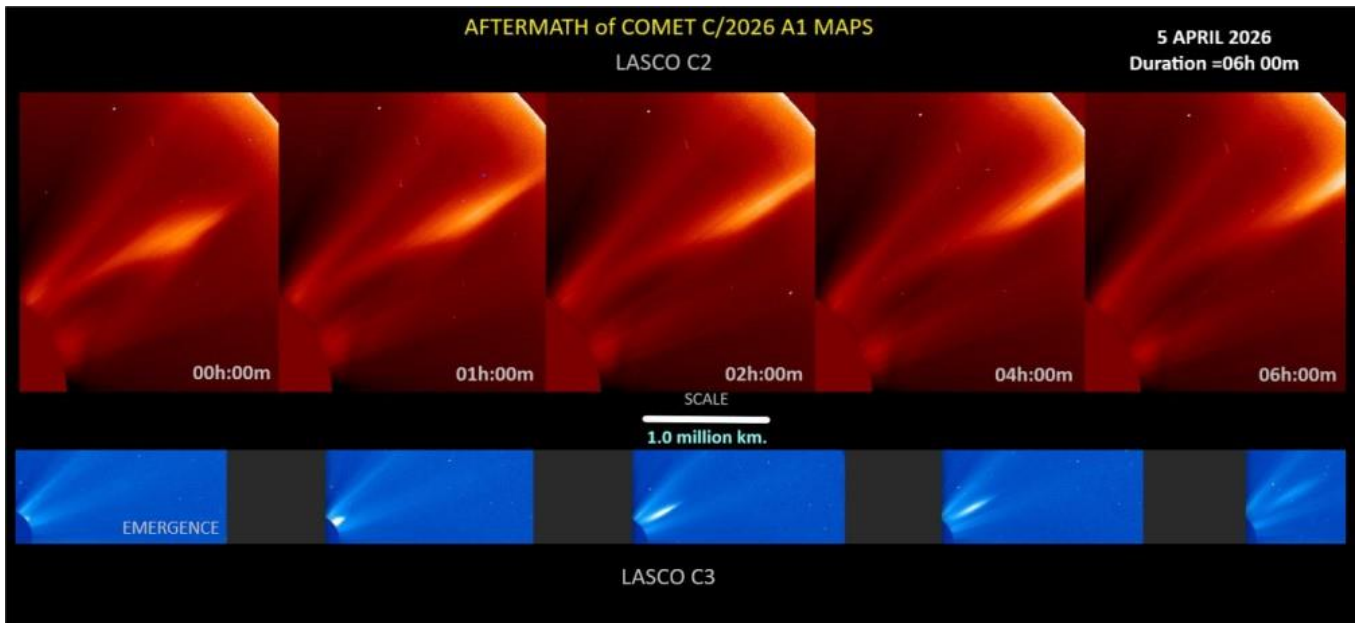 AFTERMATH of COMET C/2026 A1 MAPS
LASCO C2
5 APRIL 2026
Duration =06h 00m
00h:00m
01h:00m
02h:00m
04h:00m
06h:00m
SCALE
1.0 million km.
EMERGENCE
LASCO C3